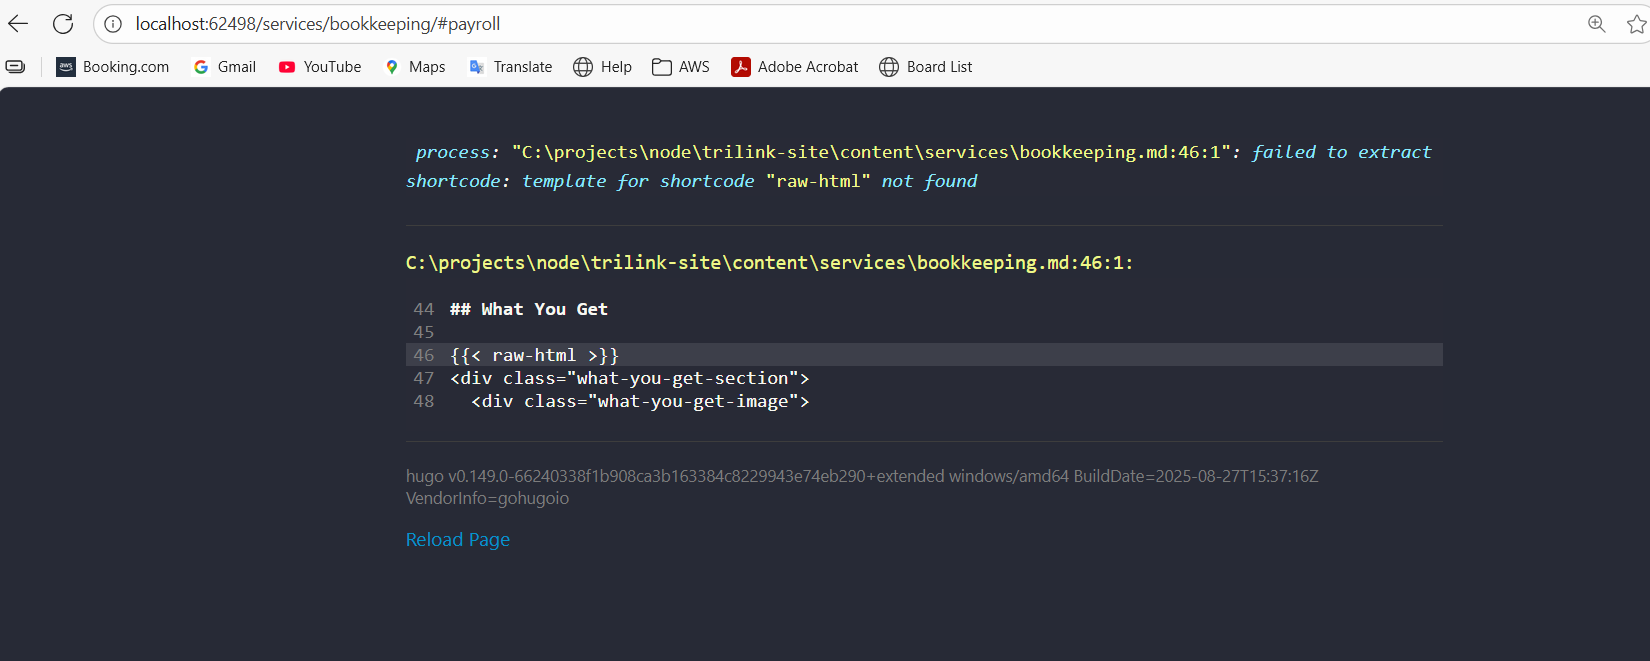 localhost:62498/services/bookkeeping/#payroll
aws Booking.com Gmail YouTube Maps Translate Help AWS Adobe Acrobat Board List
process: "C:\projects\node\trilink-site\content\services\bookkeeping.md:46:1": failed to extract
shortcode: template for shortcode "raw-html" not found
C:\projects\node\trilink-site\content\services\bookkeeping.md:46:1:
44 ## What You Get
45
46 {{< raw-html >}}
47 <div class="what-you-get-section">
48   <div class="what-you-get-image">
hugo v0.149.0-66240338f1b908ca3b163384c8229943e74eb290+extended windows/amd64 BuildDate=2025-08-27T15:37:16Z
VendorInfo=gohugoio
Reload Page